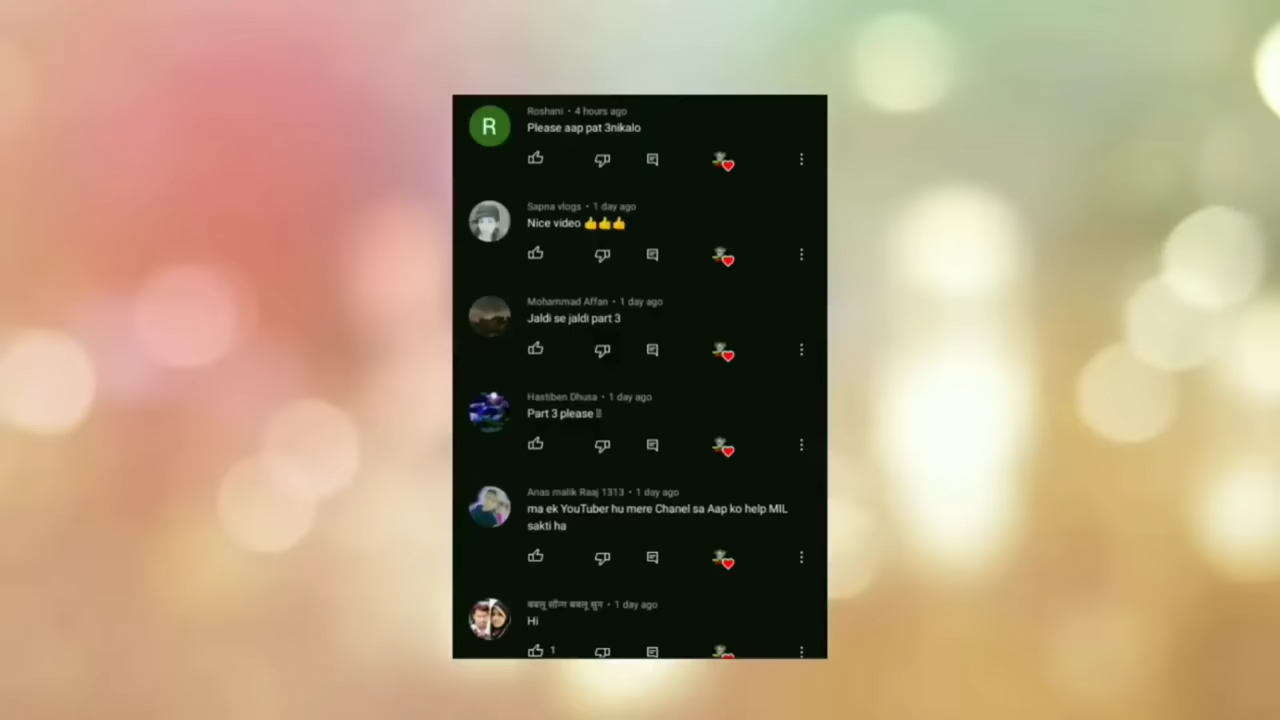 R
Roshani • 4 hours ago
Please aap pat 3nikalo
Sapna vlogs • 1 day ago
Nice video 👍👍👍
Mohammad Affan • 1 day ago
Jaldi se jaldi part 3
Hastiben Dhusa • 1 day ago
Part 3 please
Anas malik Raaj 1313 • 1 day ago
ma ek YouTuber hu mere Chanel sa Aap ko help MIL
sakti ha
बबलू • 1 day ago
Hi
1